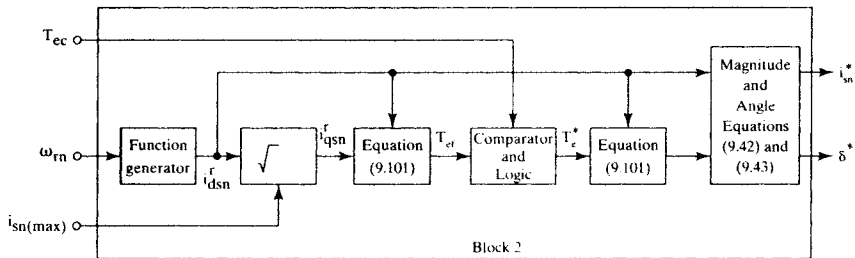 T_ec
ω_rn
i_sn(max)
Function
generator
i^r_dsn
√
i^r_qsn
Equation
(9.101)
T_ef
Comparator
and
Logic
T*_e
Equation
(9.101)
Magnitude
and
Angle
Equations
(9.42) and
(9.43)
i*_sn
δ*
Block 2